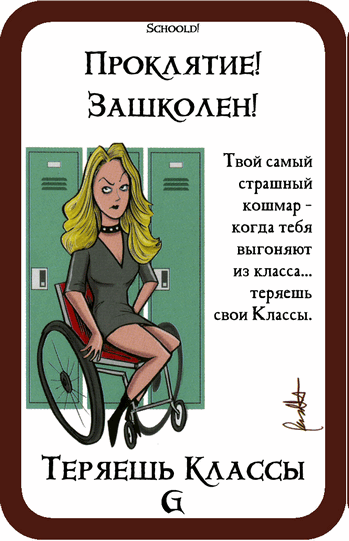 Schoold!
Проклятие!
Зашколен!
Твой самый
страшный
кошмар -
когда тебя
выгоняют
из класса...
теряешь
свои Классы.
Теряешь Классы
G